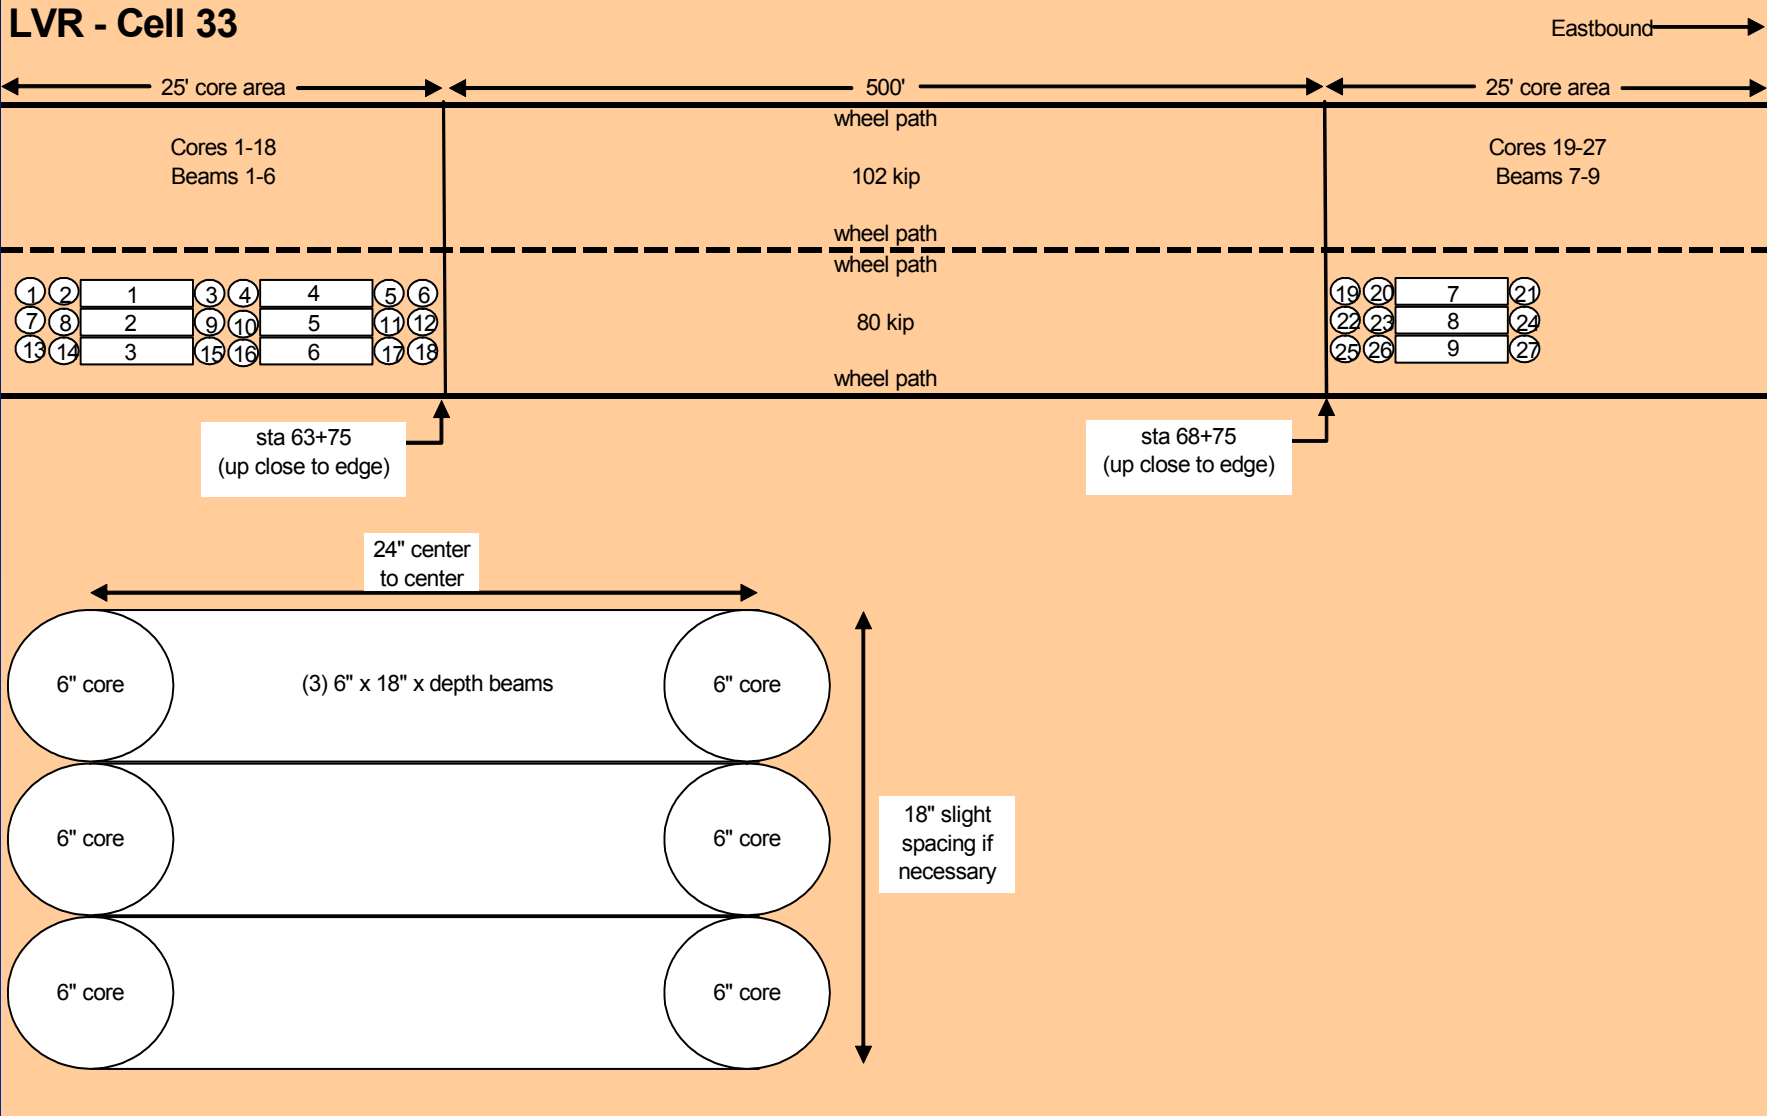 LVR - Cell 33
Eastbound
25' core area
500'
25' core area
wheel path
Cores 1-18
Beams 1-6
102 kip
Cores 19-27
Beams 7-9
wheel path
wheel path
1 2 1 3 4 4 5 6
19 20 7 21
7 8 2 9 10 5 11 12
80 kip
22 23 8 24
13 14 3 15 16 6 17 18
25 26 9 27
wheel path
sta 63+75
(up close to edge)
sta 68+75
(up close to edge)
24" center
to center
6" core
(3) 6" x 18" x depth beams
6" core
18" slight
spacing if
necessary
6" core
6" core
6" core
6" core